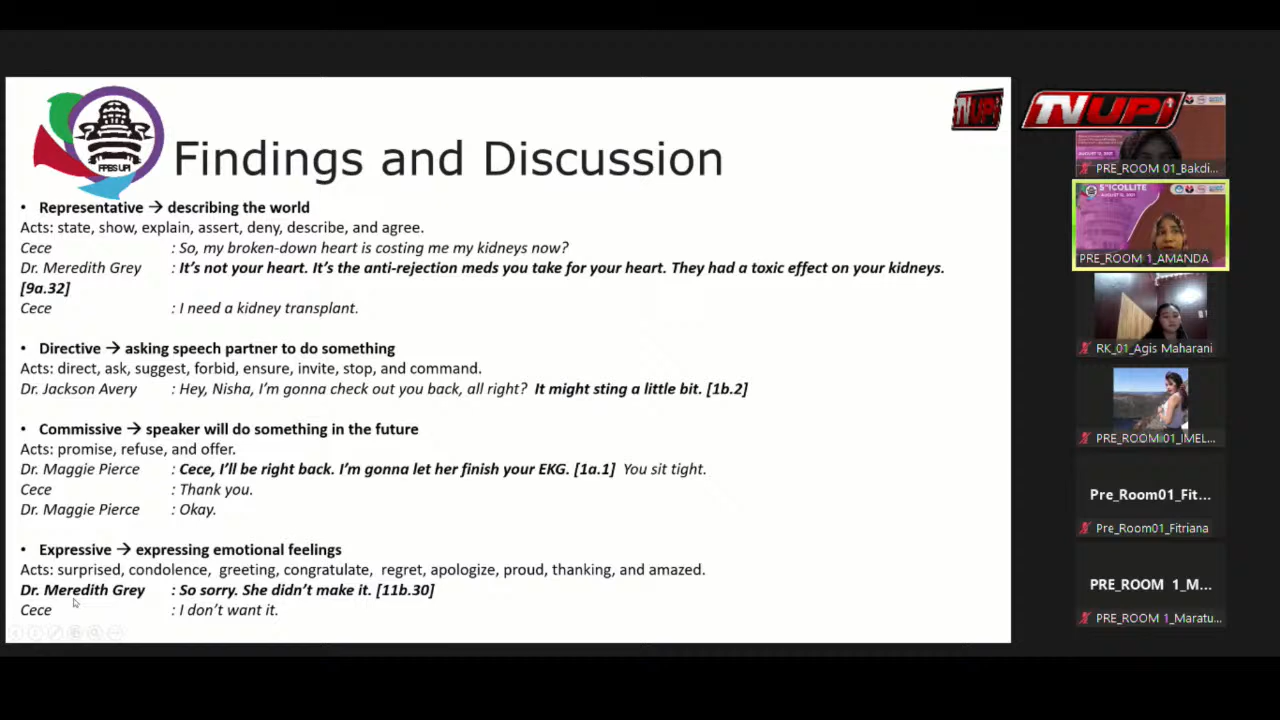 Findings and Discussion
FPBS UPI
TVUPI
• Representative → describing the world
Acts: state, show, explain, assert, deny, describe, and agree.
Cece : So, my broken-down heart is costing me my kidneys now?
Dr. Meredith Grey : It's not your heart. It's the anti-rejection meds you take for your heart. They had a toxic effect on your kidneys.
[9a.32]
Cece : I need a kidney transplant.
• Directive → asking speech partner to do something
Acts: direct, ask, suggest, forbid, ensure, invite, stop, and command.
Dr. Jackson Avery : Hey, Nisha, I'm gonna check out you back, all right? It might sting a little bit. [1b.2]
• Commissive → speaker will do something in the future
Acts: promise, refuse, and offer.
Dr. Maggie Pierce : Cece, I'll be right back. I'm gonna let her finish your EKG. [1a.1] You sit tight.
Cece : Thank you.
Dr. Maggie Pierce : Okay.
• Expressive → expressing emotional feelings
Acts: surprised, condolence, greeting, congratulate, regret, apologize, proud, thanking, and amazed.
Dr. Meredith Grey : So sorry. She didn't make it. [11b.30]
Cece : I don't want it.
TVUPI
PRE_ROOM 01_Bakdi...
5th ICOLLITE
PRE_ROOM 1_AMANDA
RK_01_Agis Maharani
PRE_ROOM 01_IMEL...
Pre_Room01_Fit...
Pre_Room01_Fitriana
PRE_ROOM 1_M...
PRE_ROOM 1_Maratu...